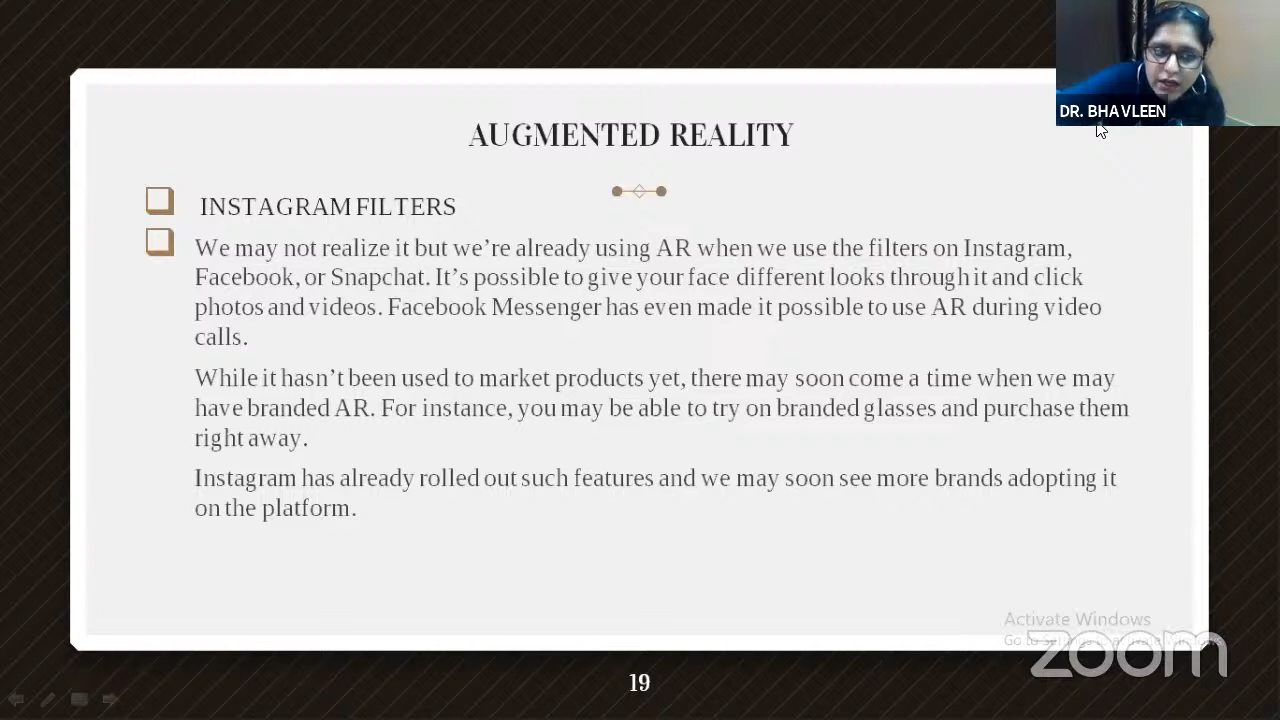 DR. BHAVLEEN
AUGMENTED REALITY
INSTAGRAM FILTERS
We may not realize it but we’re already using AR when we use the filters on Instagram,
Facebook, or Snapchat. It’s possible to give your face different looks through it and click
photos and videos. Facebook Messenger has even made it possible to use AR during video
calls.
While it hasn’t been used to market products yet, there may soon come a time when we may
have branded AR. For instance, you may be able to try on branded glasses and purchase them
right away.
Instagram has already rolled out such features and we may soon see more brands adopting it
on the platform.
Activate Windows
Go to Settings to activate Windows
zoom
19